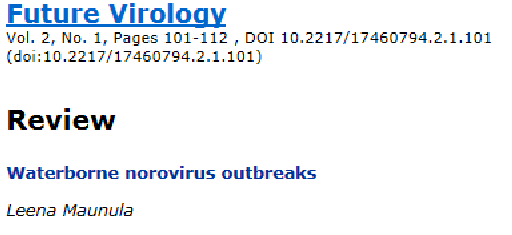 Future Virology
Vol. 2, No. 1, Pages 101-112 , DOI 10.2217/17460794.2.1.101
(doi:10.2217/17460794.2.1.101)
Review
Waterborne norovirus outbreaks
Leena Maunula